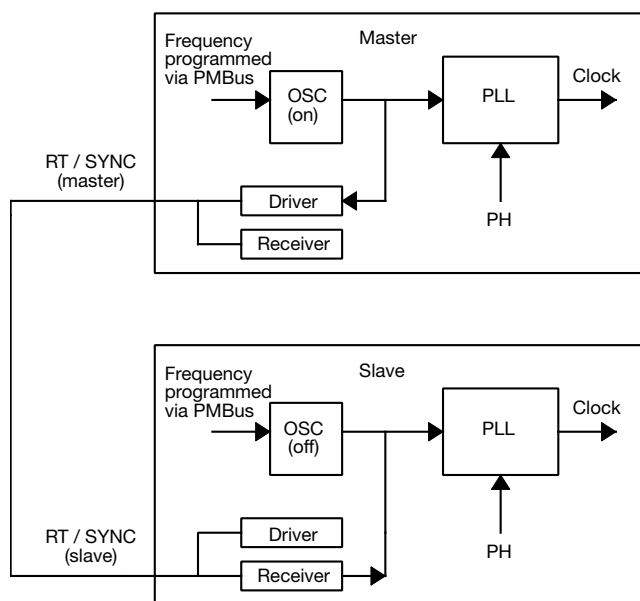 Master
Frequency
programmed
via PMBus
OSC
(on)
PLL
Clock
RT / SYNC
(master)
Driver
Receiver
PH
Slave
Frequency
programmed
via PMBus
OSC
(off)
PLL
Clock
RT / SYNC
(slave)
Driver
Receiver
PH